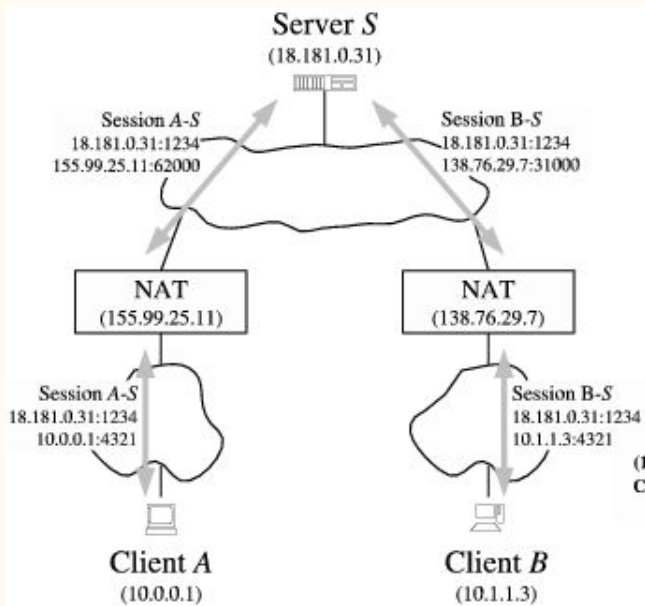 Server S
(18.181.0.31)
Session A-S
18.181.0.31:1234
155.99.25.11:62000
Session B-S
18.181.0.31:1234
138.76.29.7:31000
NAT
(155.99.25.11)
NAT
(138.76.29.7)
Session A-S
18.181.0.31:1234
10.0.0.1:4321
Session B-S
18.181.0.31:1234
10.1.1.3:4321
(1
C
Client A
(10.0.0.1)
Client B
(10.1.1.3)